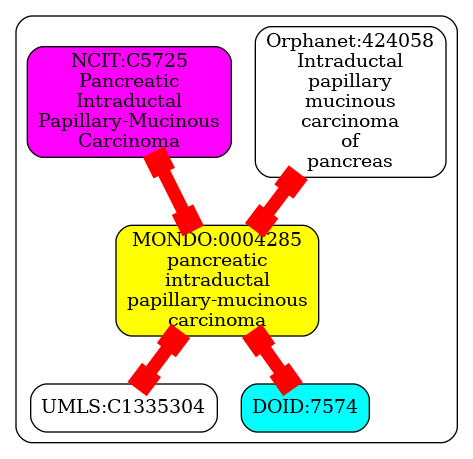 NCIT:C5725
Pancreatic
Intraductal
Papillary-Mucinous
Carcinoma
Orphanet:424058
Intraductal
papillary
mucinous
carcinoma
of
pancreas
MONDO:0004285
pancreatic
intraductal
papillary-mucinous
carcinoma
UMLS:C1335304
DOID:7574